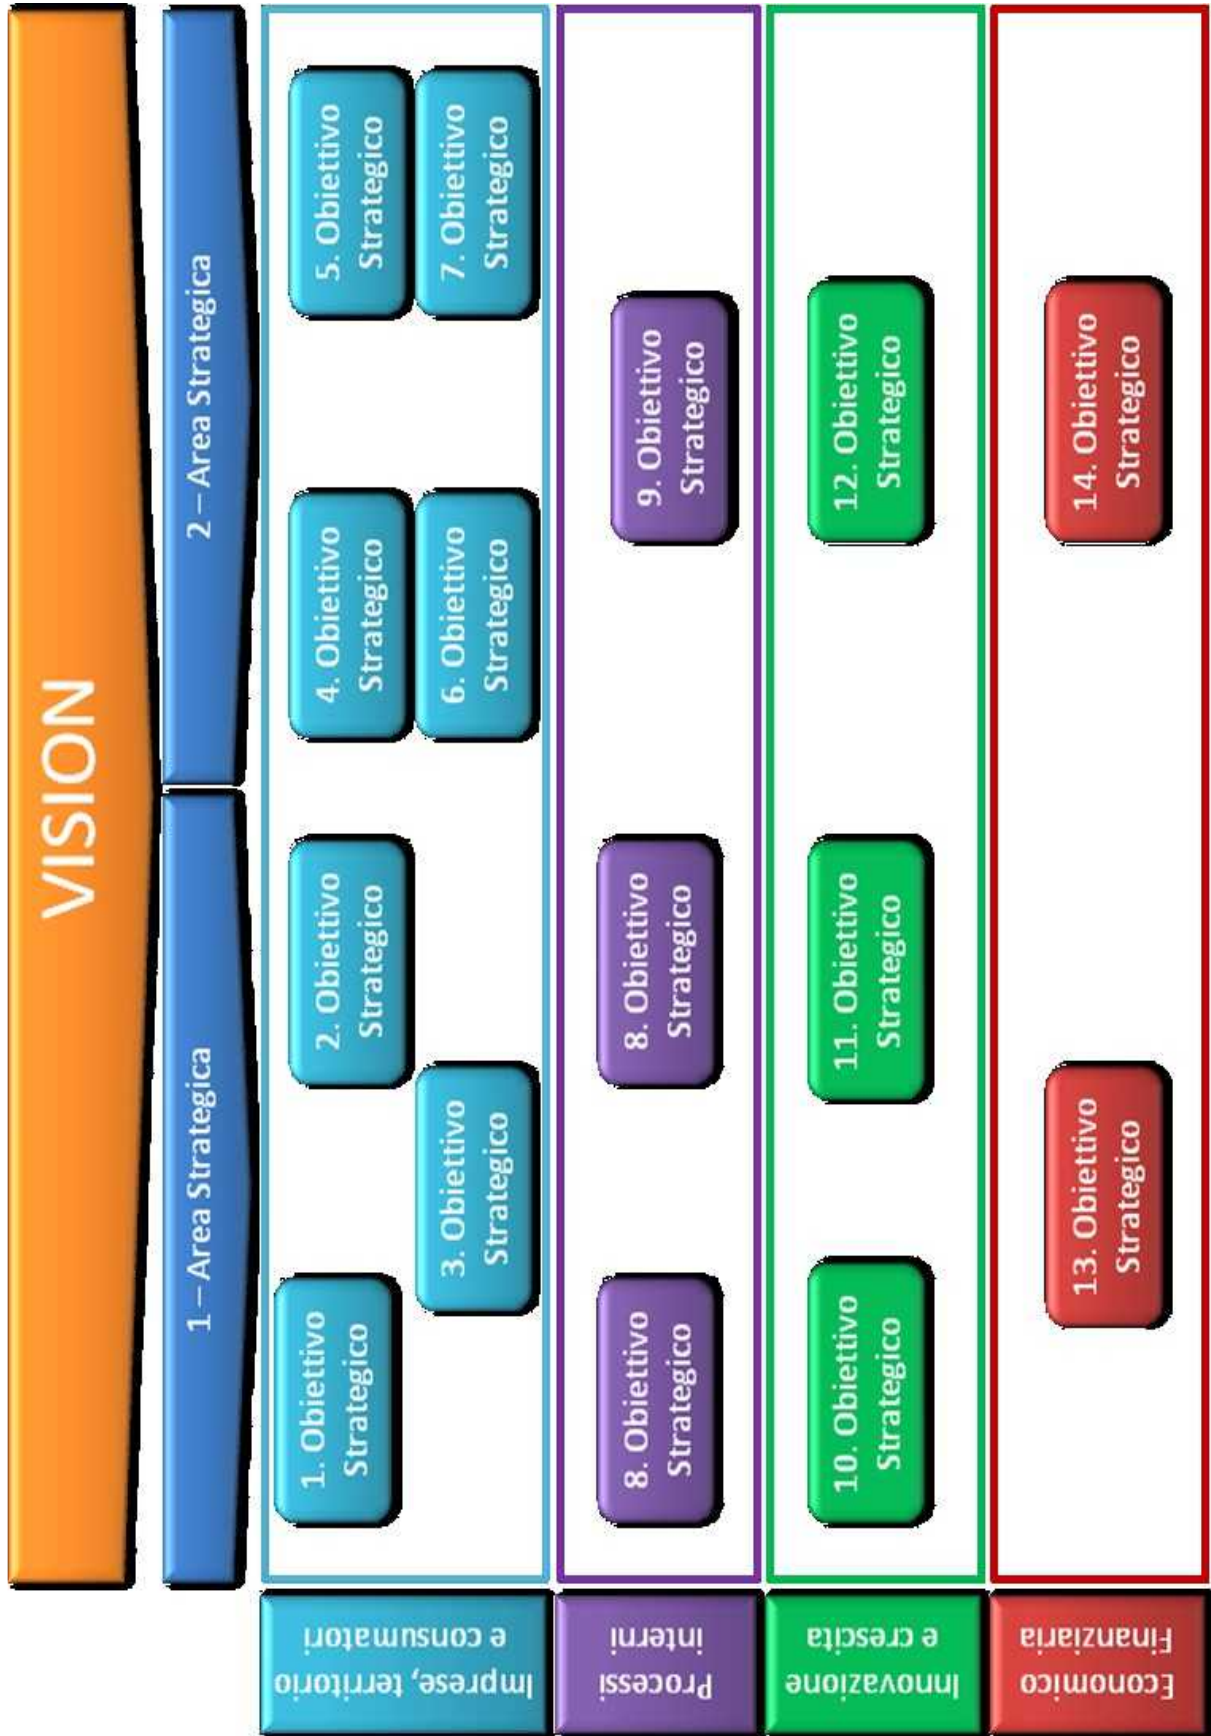 VISION
1 – Area Strategica
2 – Area Strategica
Imprese, territorio
e consumatori
1. Obiettivo
Strategico
2. Obiettivo
Strategico
3. Obiettivo
Strategico
4. Obiettivo
Strategico
5. Obiettivo
Strategico
6. Obiettivo
Strategico
7. Obiettivo
Strategico
Processi
interni
8. Obiettivo
Strategico
8. Obiettivo
Strategico
9. Obiettivo
Strategico
Innovazione
e crescita
10. Obiettivo
Strategico
11. Obiettivo
Strategico
12. Obiettivo
Strategico
Economico
Finanziaria
13. Obiettivo
Strategico
14. Obiettivo
Strategico